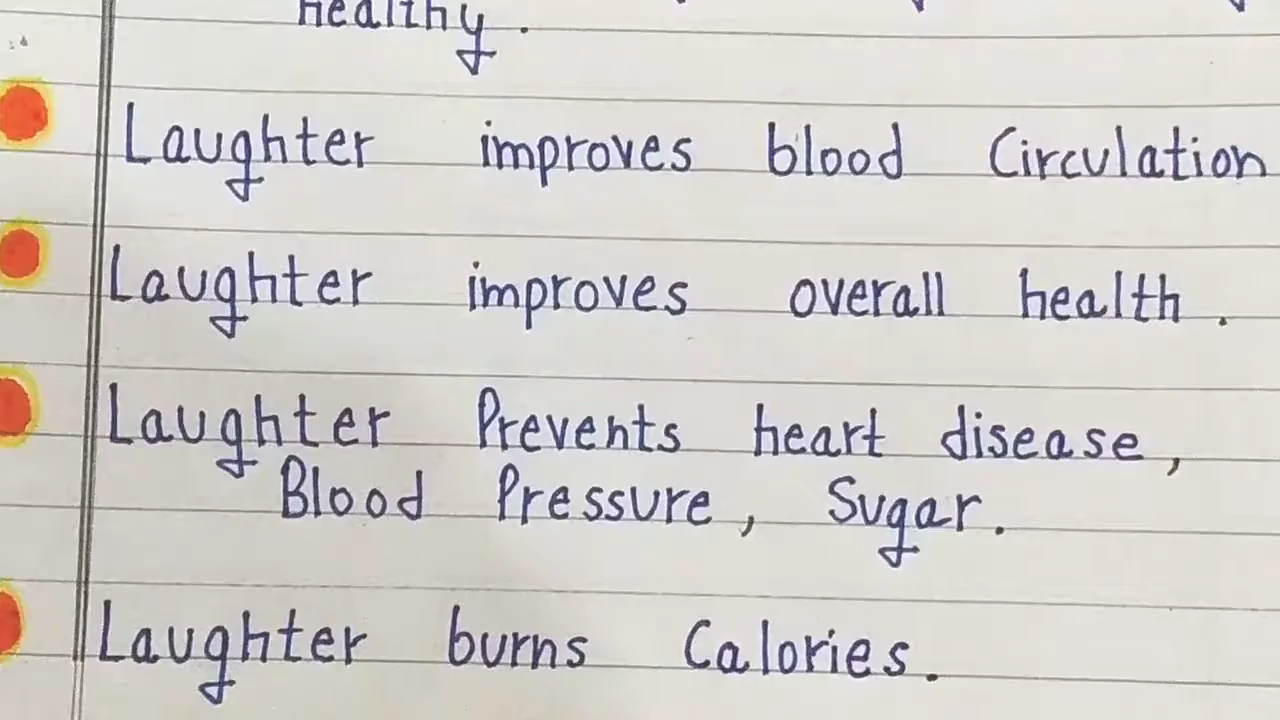 healthy.
Laughter improves blood Circulation
Laughter improves overall health.
Laughter Prevents heart disease,
Blood Pressure, Sugar.
Laughter burns Calories.